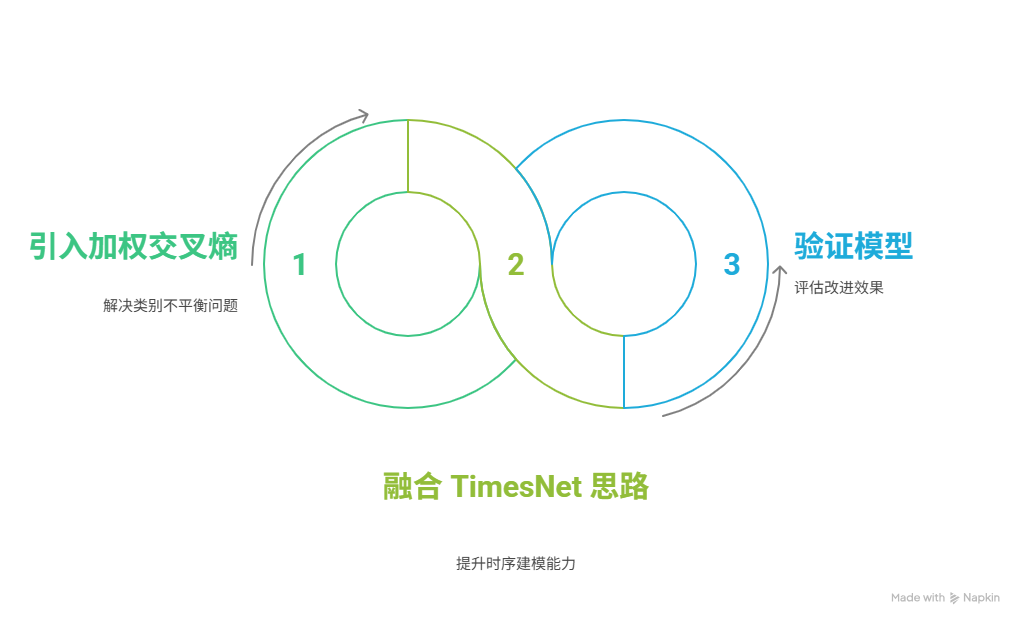 引入加权交叉熵
解决类别不平衡问题
1
2
3
验证模型
评估改进效果
融合 TimesNet 思路
提升时序建模能力
Made with Napkin